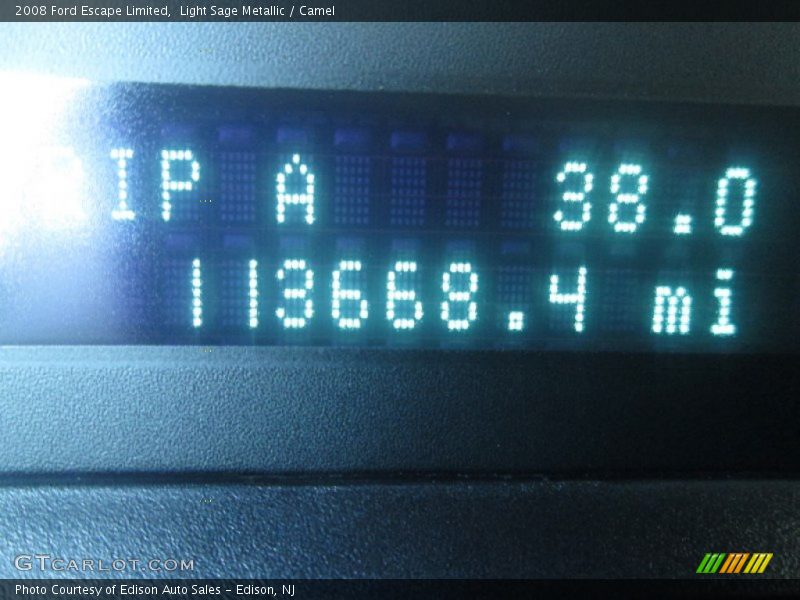 2008 Ford Escape Limited,  Light Sage Metallic / Camel
IP A 38.0
113668.4 mi
GTCARLOT.COM
Photo Courtesy of Edison Auto Sales - Edison, NJ